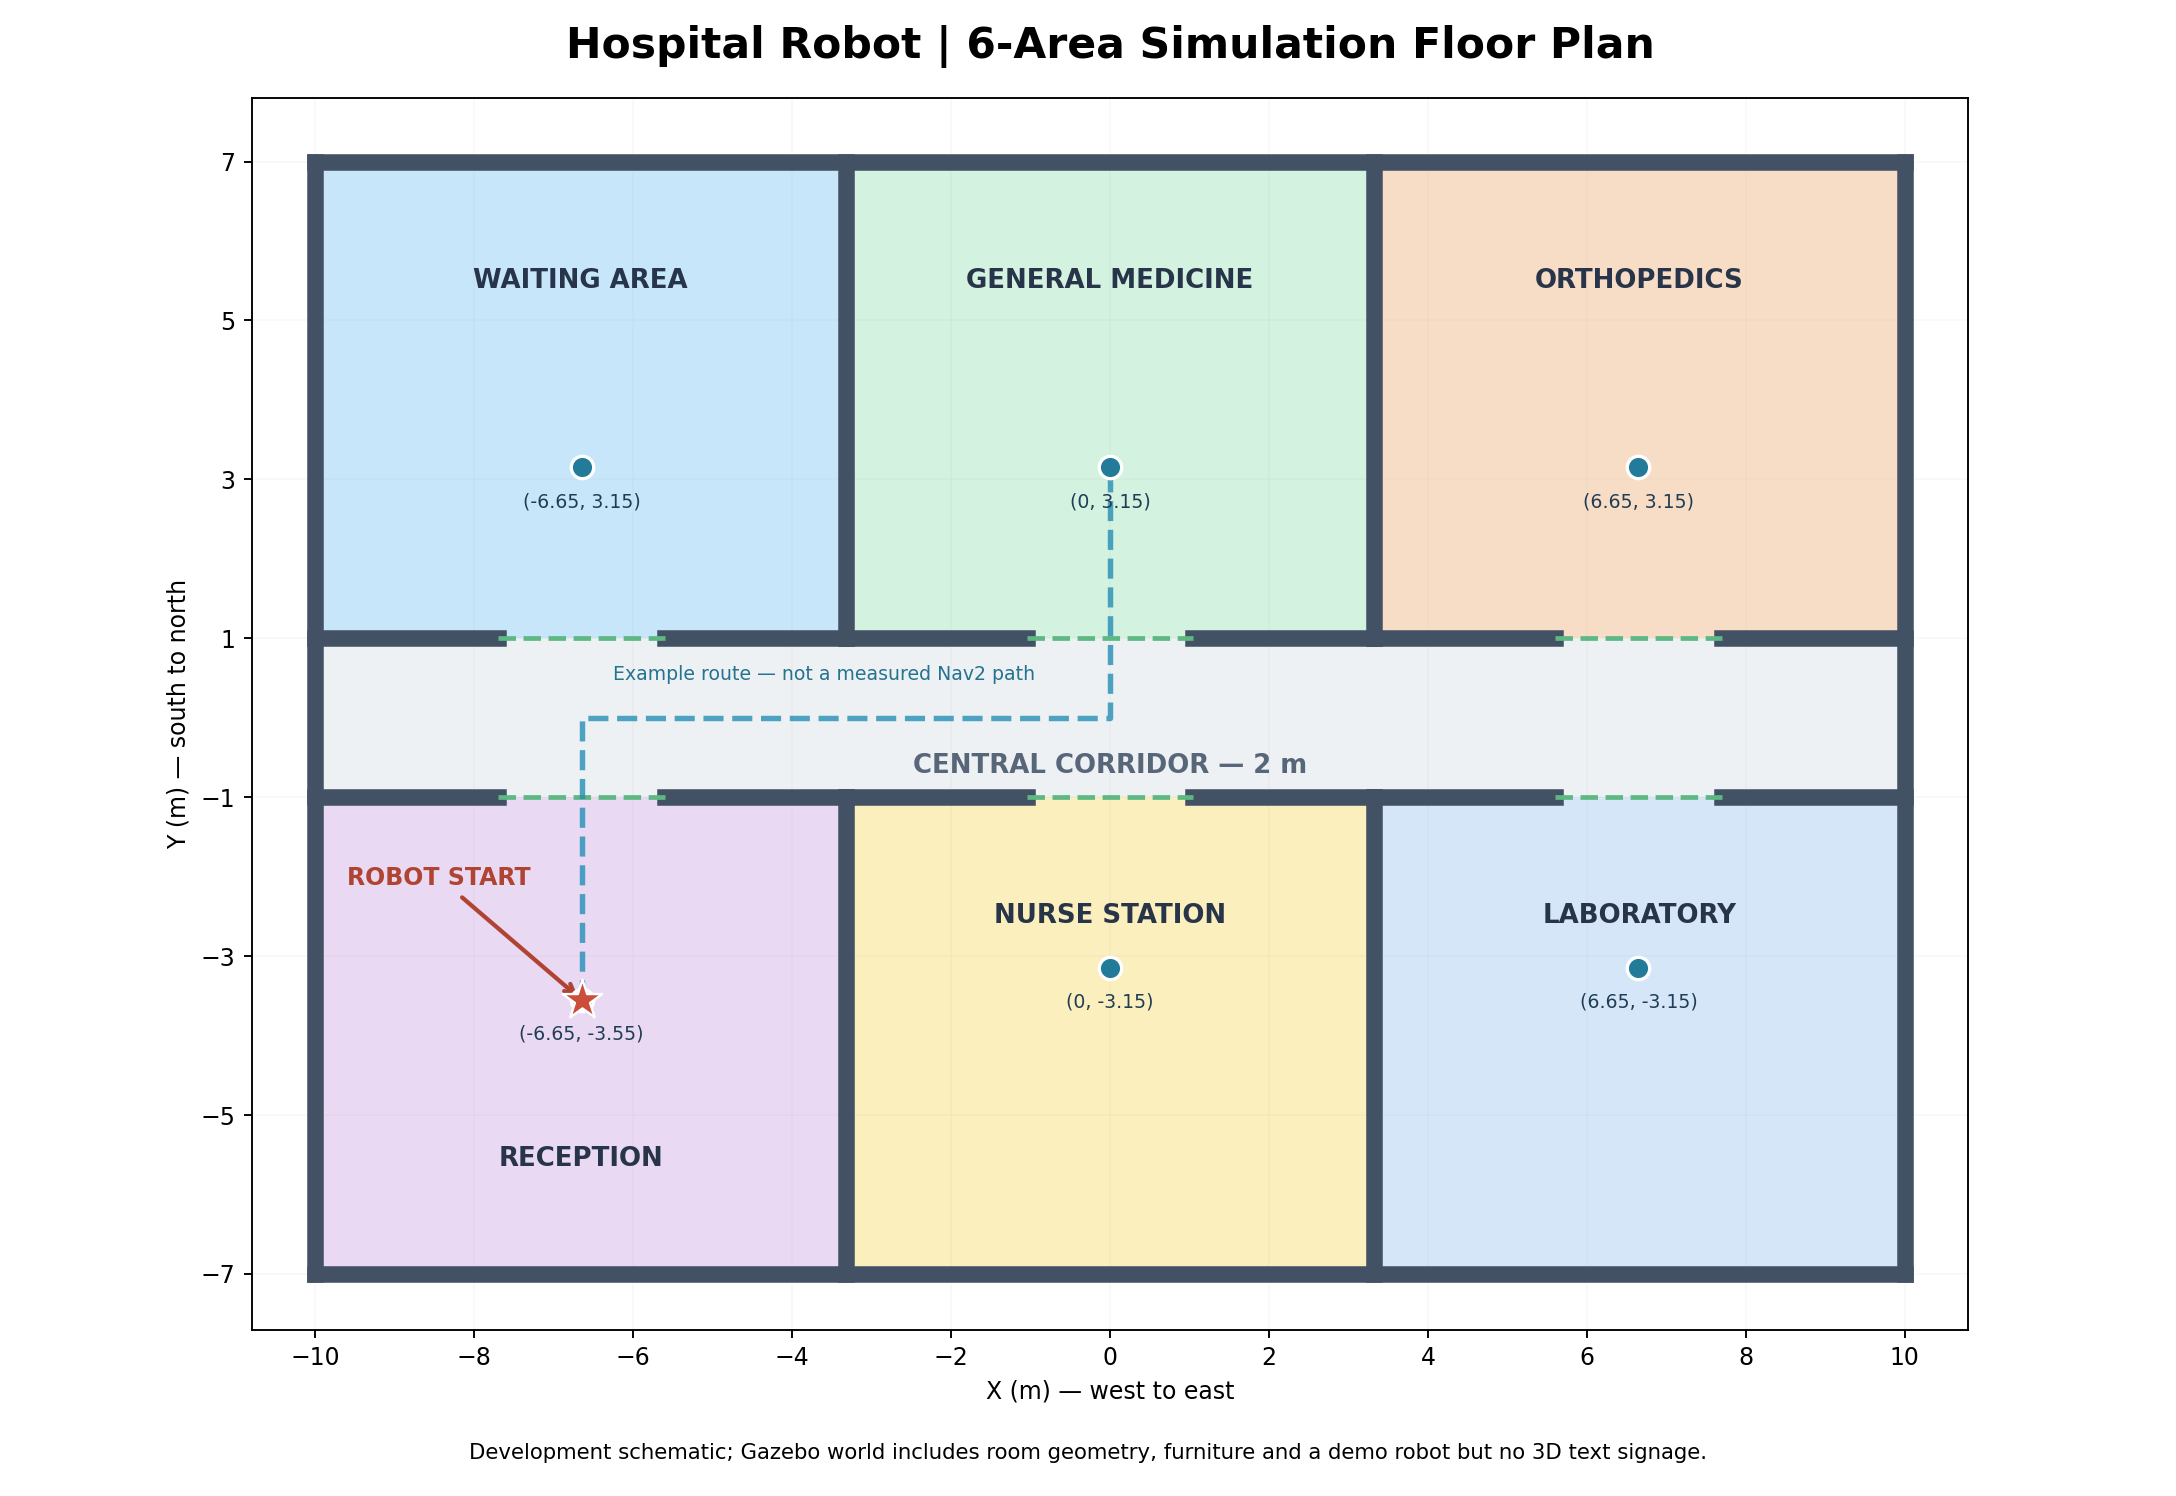 Hospital Robot | 6-Area Simulation Floor Plan
7
5
3
1
−1
−3
−5
−7
Y (m) — south to north
WAITING AREA
GENERAL MEDICINE
ORTHOPEDICS
(-6.65, 3.15)
(0, 3.15)
(6.65, 3.15)
Example route — not a measured Nav2 path
CENTRAL CORRIDOR — 2 m
ROBOT START
NURSE STATION
LABORATORY
(0, -3.15)
(6.65, -3.15)
(-6.65, -3.55)
RECEPTION
−10 −8 −6 −4 −2 0 2 4 6 8 10
X (m) — west to east
Development schematic; Gazebo world includes room geometry, furniture and a demo robot but no 3D text signage.